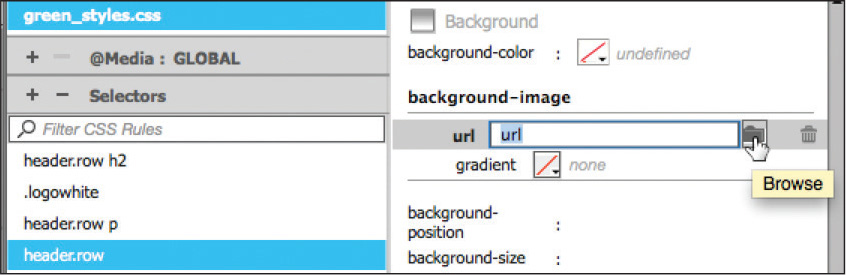 green_styles.css
@Media : GLOBAL
Selectors
Filter CSS Rules
header.row h2
.logowhite
header.row p
header.row
Background
background-color : undefined
background-image
url url
gradient none
Browse
background-
position :
background-size :